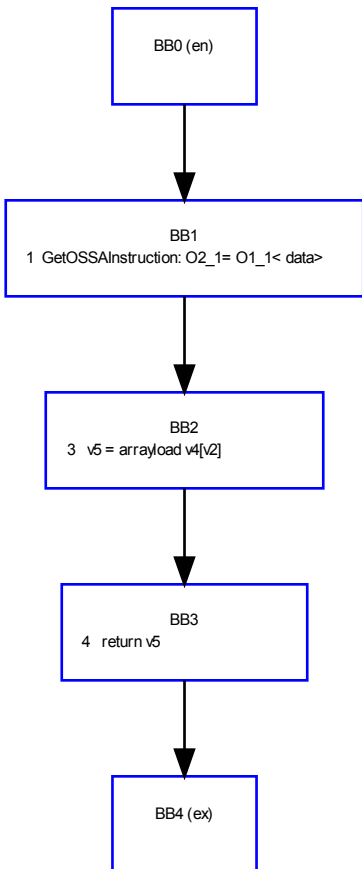 BB0 (en)
BB1
1 GetOSSAInstruction: O2_1= O1_1< data>
BB2
3 v5 = arrayload v4[v2]
BB3
4 return v5
BB4 (ex)